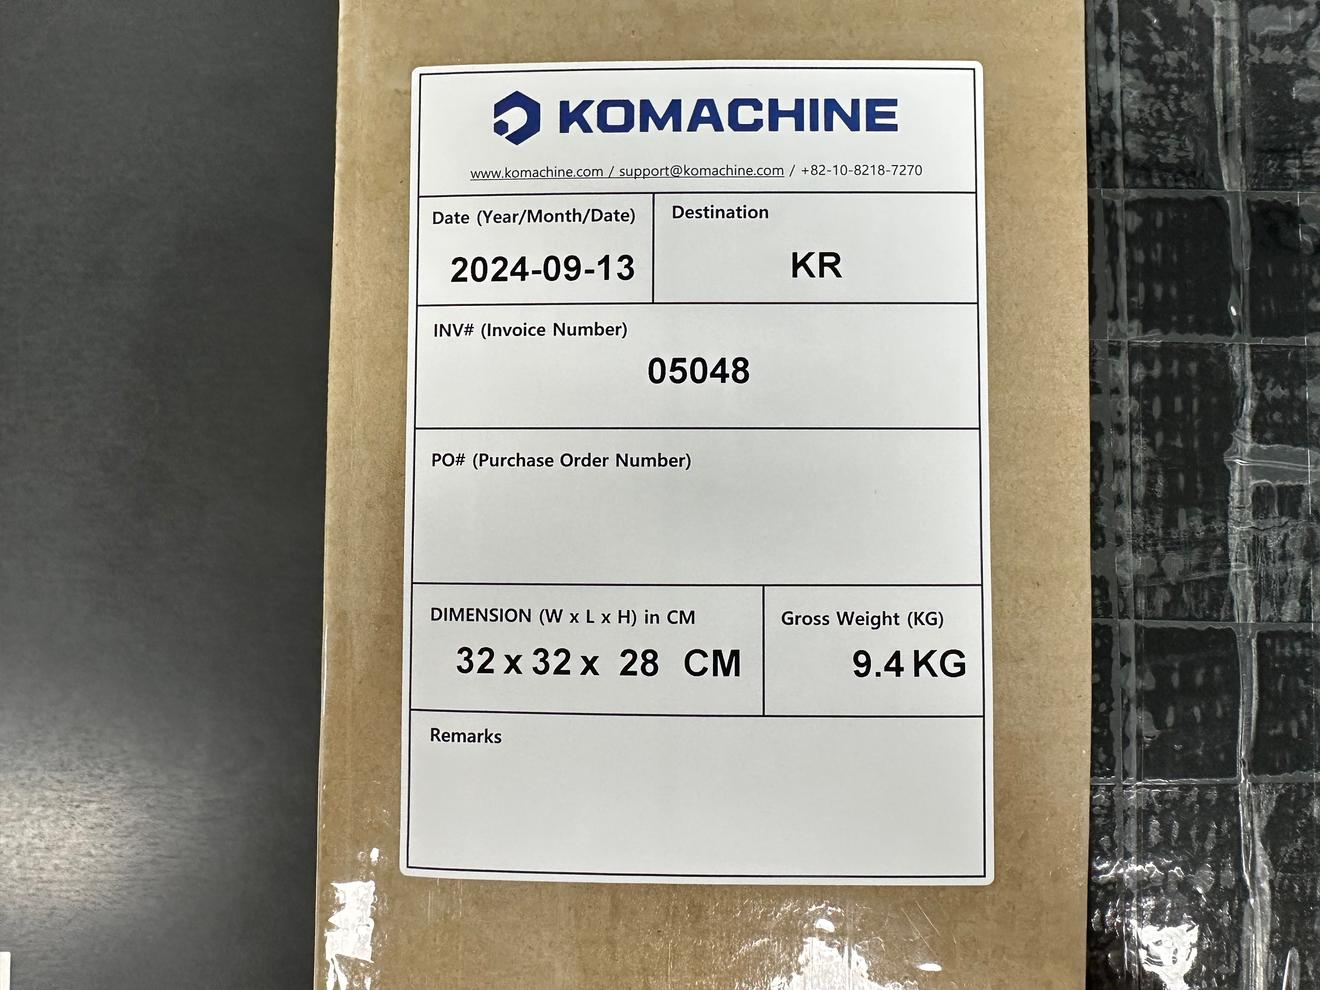 KOMACHINE
www.komachine.com / support@komachine.com / +82-10-8218-7270
Date (Year/Month/Date)
2024-09-13
Destination
KR
INV# (Invoice Number)
05048
PO# (Purchase Order Number)
DIMENSION (W x L x H) in CM
32 x 32 x 28 CM
Gross Weight (KG)
9.4 KG
Remarks